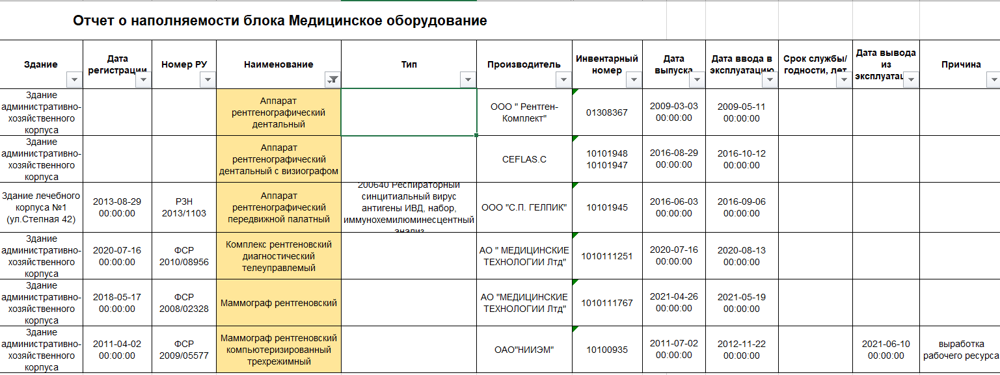 Отчет о наполняемости блока Медицинское оборудование
Здание
Дата
регистрации
Номер РУ
Наименование
Тип
Производитель
Инвентарный
номер
Дата
выпуска
Дата ввода в
эксплуатацию
Срок службы/
годности, лет
Дата вывода
из
эксплуатац
Причина
Здание
административно-
хозяйственного
корпуса
Аппарат
рентгенографический
дентальный
ООО " Рентген-
Комплект"
01308367
2009-03-03
00:00:00
2009-05-11
00:00:00
Здание
административно-
хозяйственного
корпуса
Аппарат
рентгенографический
дентальный с визиографом
CEFLAS.C
10101948
10101947
2016-08-29
00:00:00
2016-10-12
00:00:00
Здание лечебного
корпуса №1
(ул.Степная 42)
2013-08-29
00:00:00
РЗН
2013/1103
Аппарат
рентгенографический
передвижной палатный
200640 Респираторный
синцитиальный вирус
антигены ИВД, набор,
иммунохемилюминесцентный
анализ
ООО "С.П. ГЕЛПИК"
10101945
2016-06-03
00:00:00
2016-09-06
00:00:00
Здание
административно-
хозяйственного
корпуса
2020-07-16
00:00:00
ФСР
2010/08956
Комплекс рентгеновский
диагностический
телеуправлемый
АО " МЕДИЦИНСКИЕ
ТЕХНОЛОГИИ Лтд"
1010111251
2020-07-16
00:00:00
2020-08-13
00:00:00
Здание
административно-
хозяйственного
корпуса
2018-05-17
00:00:00
ФСР
2008/02328
Маммограф рентгеновский
АО "МЕДИЦИНСКИЕ
ТЕХНОЛОГИИ Лтд"
1010111767
2021-04-26
00:00:00
2021-05-19
00:00:00
Здание
административно-
хозяйственного
корпуса
2011-04-02
00:00:00
ФСР
2009/05577
Маммограф рентгеновский
компьютеризированный
трехрежимный
ОАО"НИИЭМ"
10100935
2011-07-02
00:00:00
2012-11-22
00:00:00
2021-06-10
00:00:00
выработка
рабочего ресурса